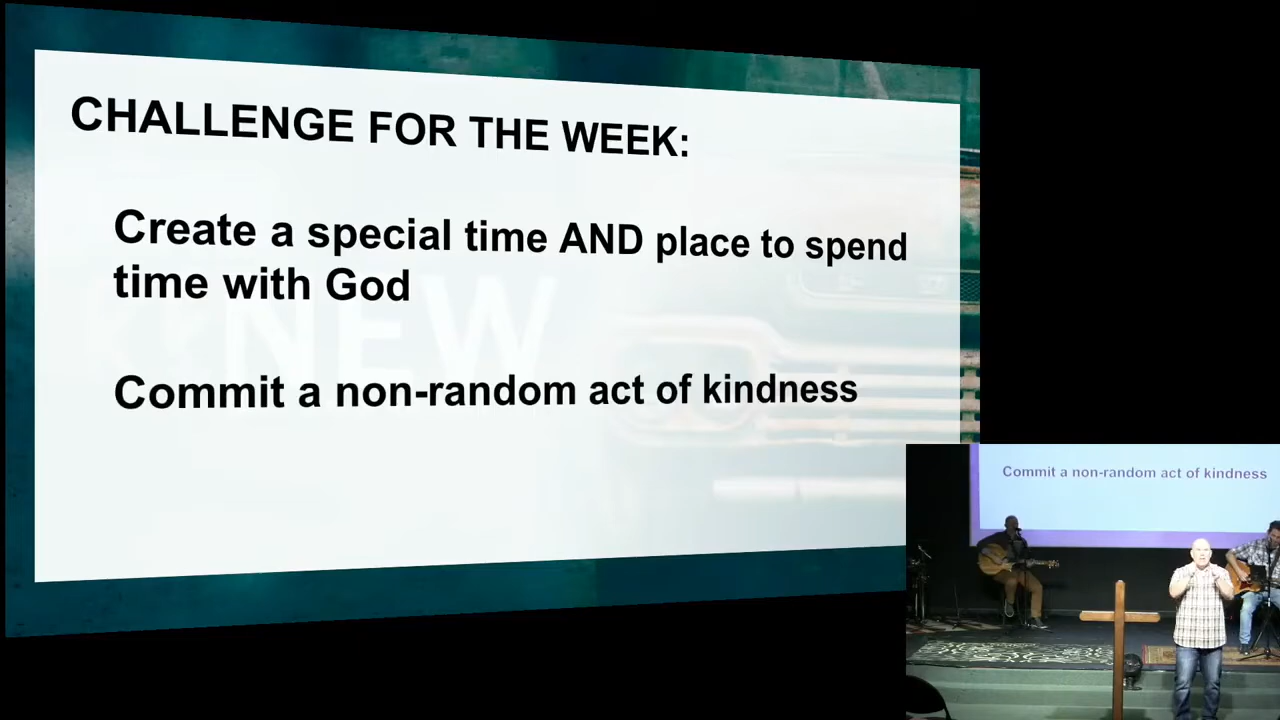 CHALLENGE FOR THE WEEK:
Create a special time AND place to spend
time with God
NEW
Commit a non-random act of kindness
Commit a non-random act of kindness